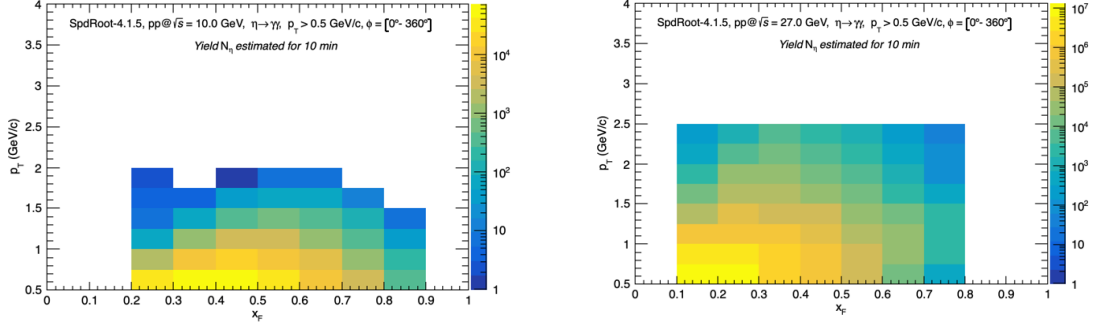 SpdRoot-4.1.5, pp@√s = 10.0 GeV, η→γγ, p_T > 0.5 GeV/c, ϕ = [0°- 360°]
Yield N_η estimated for 10 min
p_T (GeV/c)
4
3.5
3
2.5
2
1.5
1
0.5
0 0.1 0.2 0.3 0.4 0.5 0.6 0.7 0.8 0.9 1
x_F
10^4
10^3
10^2
10
1
SpdRoot-4.1.5, pp@√s = 27.0 GeV, η→γγ, p_T > 0.5 GeV/c, ϕ = [0°- 360°]
Yield N_η estimated for 10 min
p_T (GeV/c)
4
3.5
3
2.5
2
1.5
1
0.5
0 0.1 0.2 0.3 0.4 0.5 0.6 0.7 0.8 0.9 1
x_F
10^7
10^6
10^5
10^4
10^3
10^2
10
1